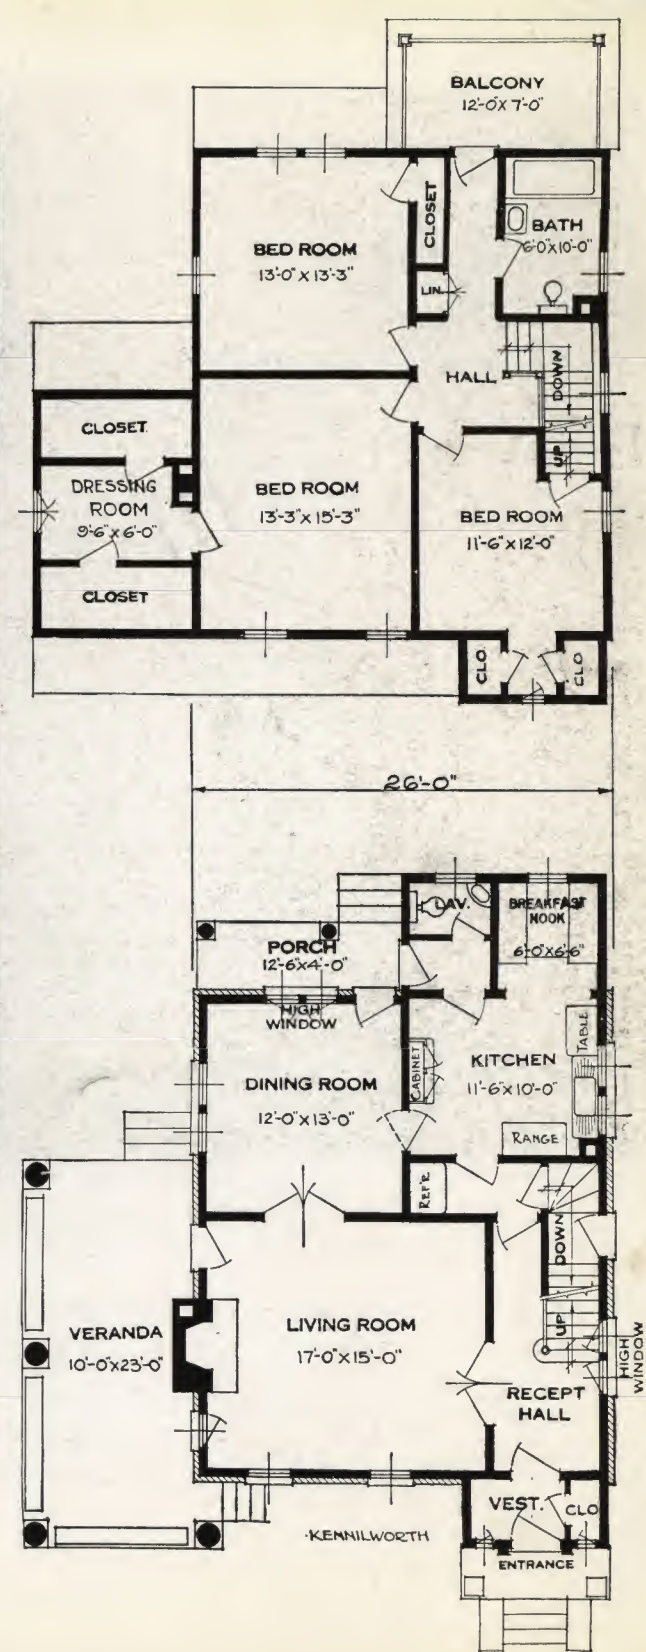 BALCONY
12'-0"X 7'-0"
CLOSET
BATH
6'-0"X10'-0"
BED ROOM
13'-0" X 13'-3"
LIN.
HALL
DOWN
UP
CLOSET
DRESSING
ROOM
9'-6" X 6'-0"
CLOSET
BED ROOM
13'-3" X 15'-3"
BED ROOM
11'-6" X 12'-0"
CLO
CLO
26'-0"
LAV.
BREAKFAST
NOOK
6'-0"X6'-6"
PORCH
12'-6"X4'-0"
HIGH
WINDOW
TABLE
CABINET
KITCHEN
11'-6"X10'-0"
DINING ROOM
12'-0"X13'-0"
RANGE
REF'R
DOWN
UP
VERANDA
10'-0"X23'-0"
LIVING ROOM
17'-0"X15'-0"
HIGH
WINDOW
RECEPT
HALL
VEST.
CLO
·KENNILWORTH
ENTRANCE